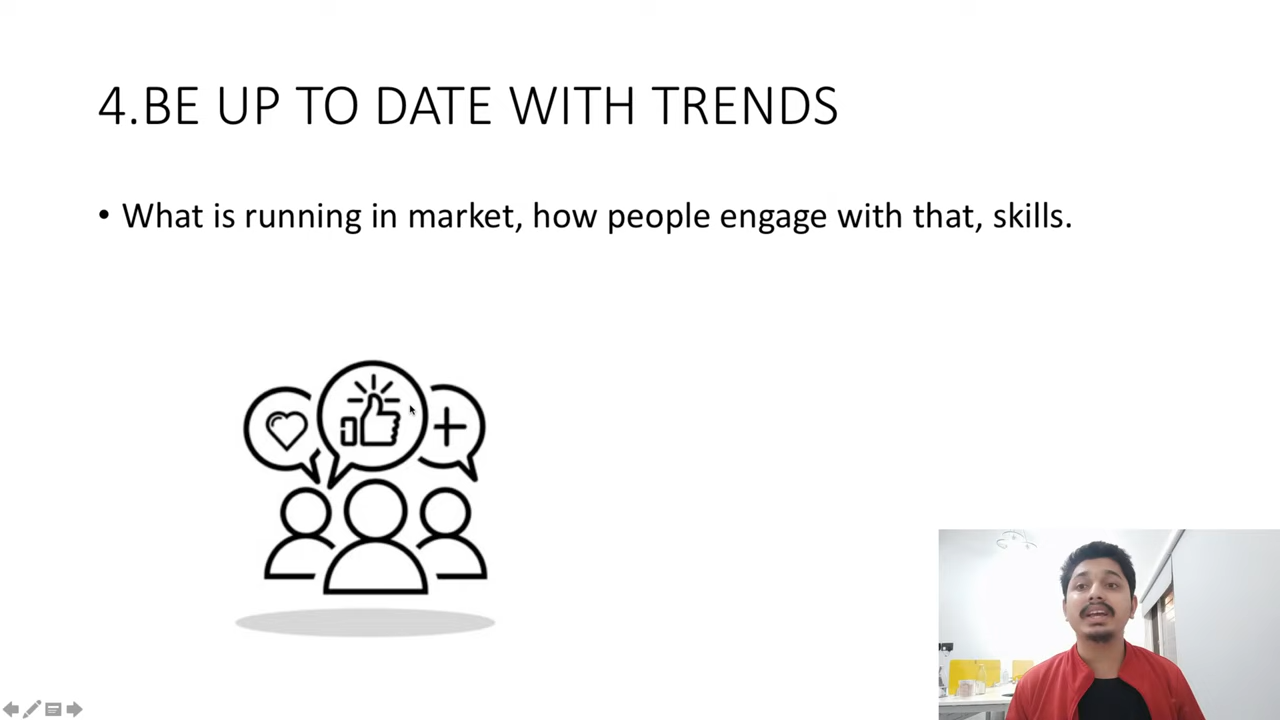 4.BE UP TO DATE WITH TRENDS
• What is running in market, how people engage with that, skills.